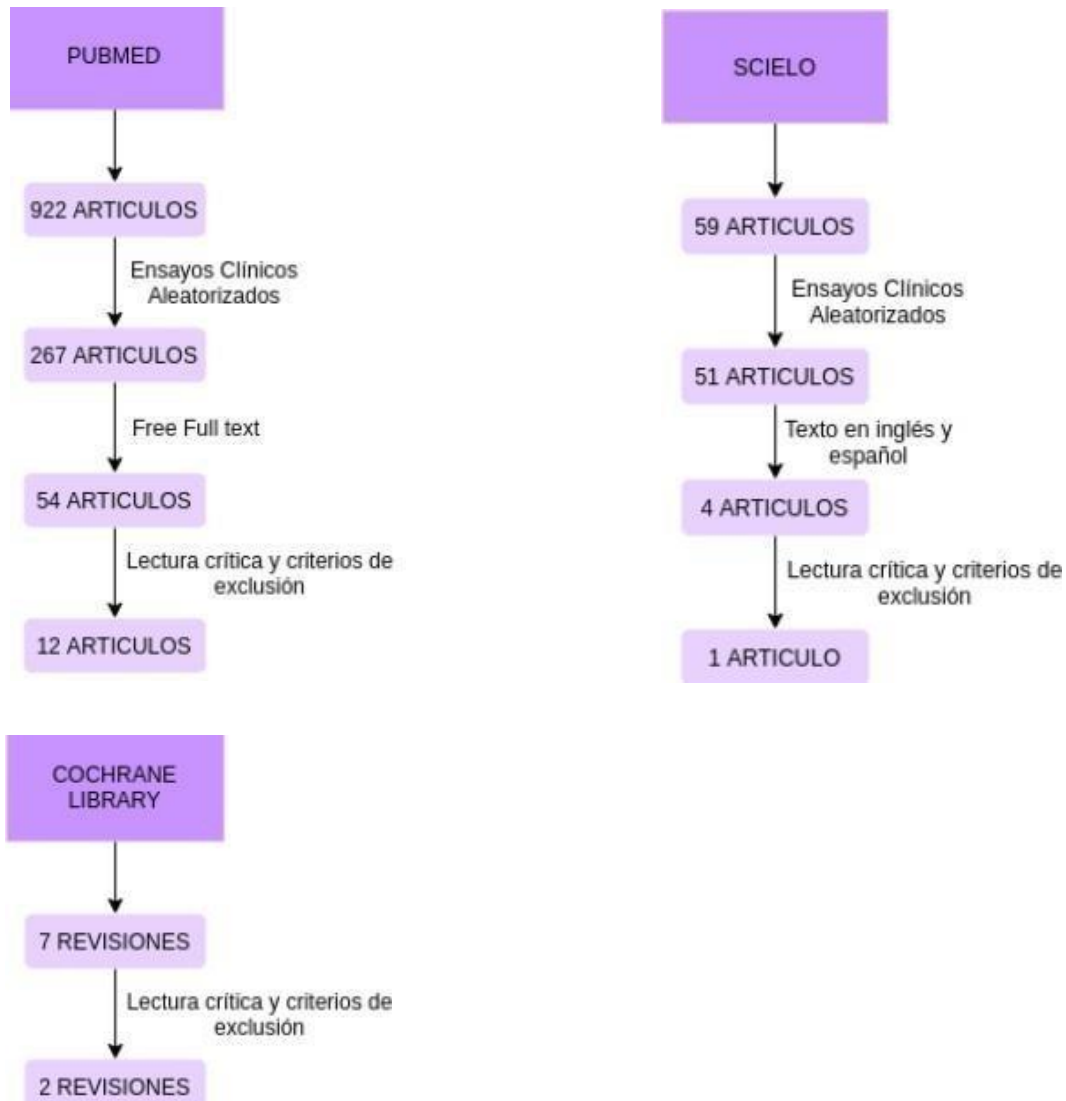 PUBMED
922 ARTICULOS
Ensayos Clínicos
Aleatorizados
267 ARTICULOS
Free Full text
54 ARTICULOS
Lectura crítica y criterios de
exclusión
12 ARTICULOS
SCIELO
59 ARTICULOS
Ensayos Clínicos
Aleatorizados
51 ARTICULOS
Texto en inglés y
español
4 ARTICULOS
Lectura crítica y criterios de
exclusión
1 ARTICULO
COCHRANE
LIBRARY
7 REVISIONES
Lectura crítica y criterios de
exclusión
2 REVISIONES